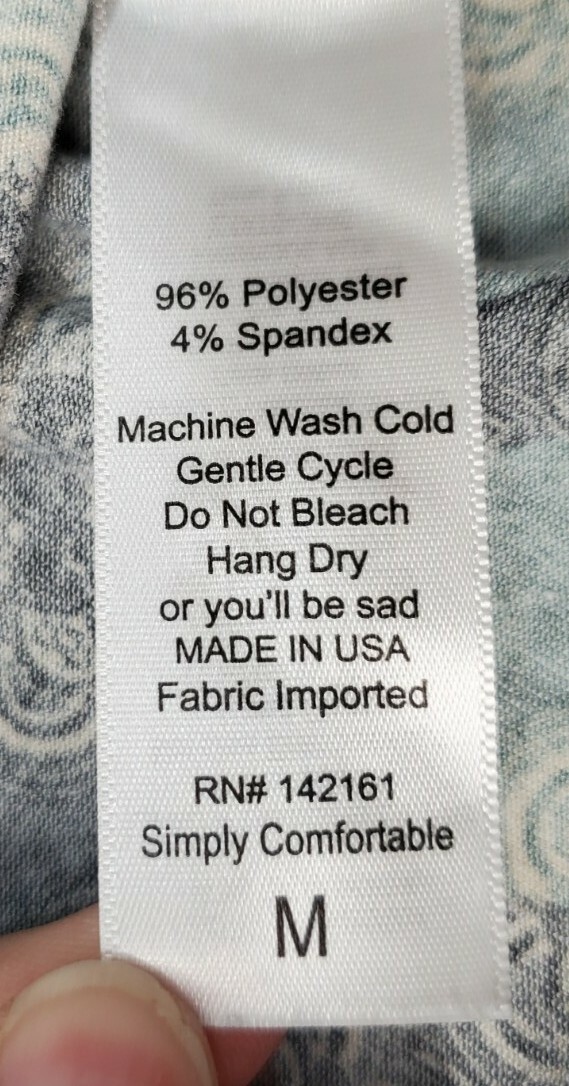 96% Polyester
4% Spandex
Machine Wash Cold
Gentle Cycle
Do Not Bleach
Hang Dry
or you'll be sad
MADE IN USA
Fabric Imported
RN# 142161
Simply Comfortable
M